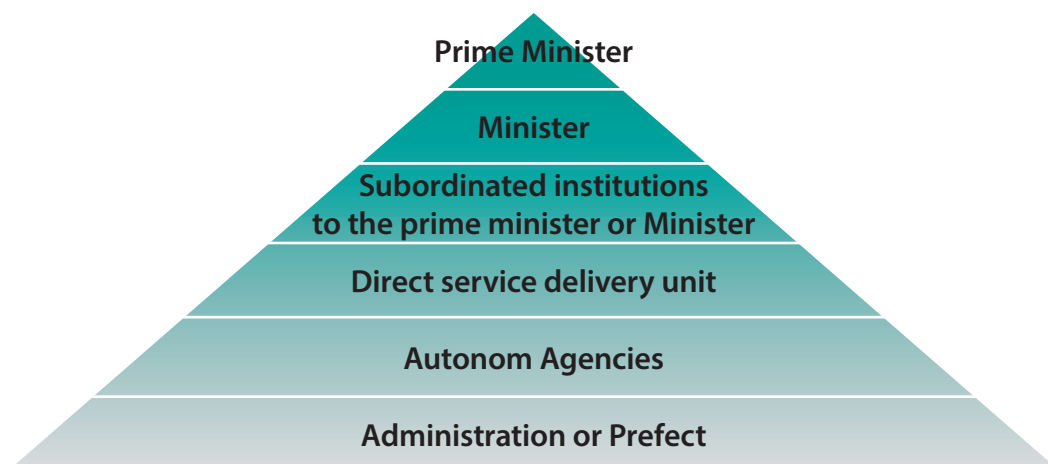 Prime Minister
Minister
Subordinated institutions
to the prime minister or Minister
Direct service delivery unit
Autonom Agencies
Administration or Prefect